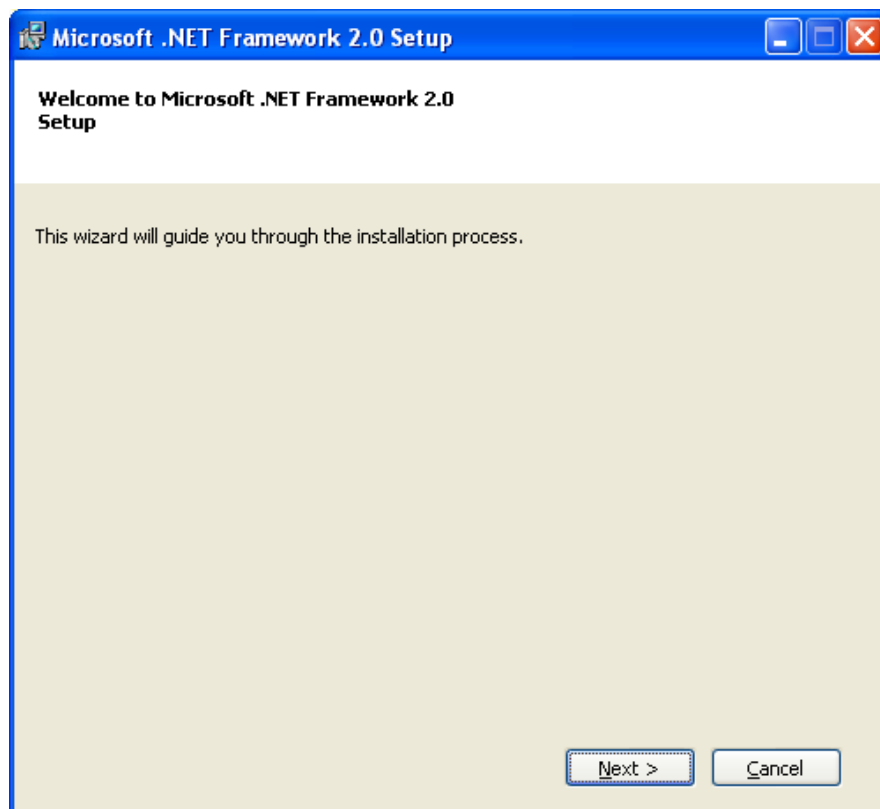 Microsoft .NET Framework 2.0 Setup
Welcome to Microsoft .NET Framework 2.0
Setup
This wizard will guide you through the installation process.
Next >
Cancel